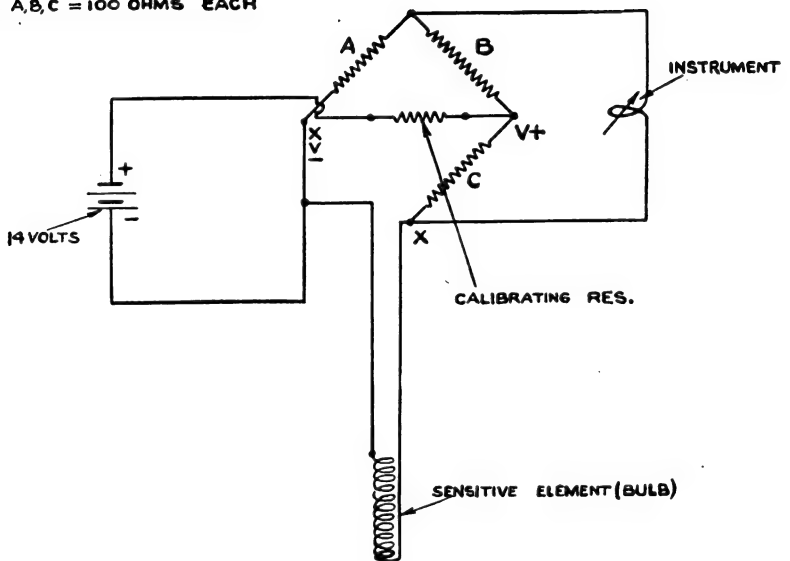 A,B,C = 100 OHMS EACH
A
B
INSTRUMENT
X
V
–
V+
C
+
–
14 VOLTS
X
CALIBRATING RES.
SENSITIVE ELEMENT (BULB)